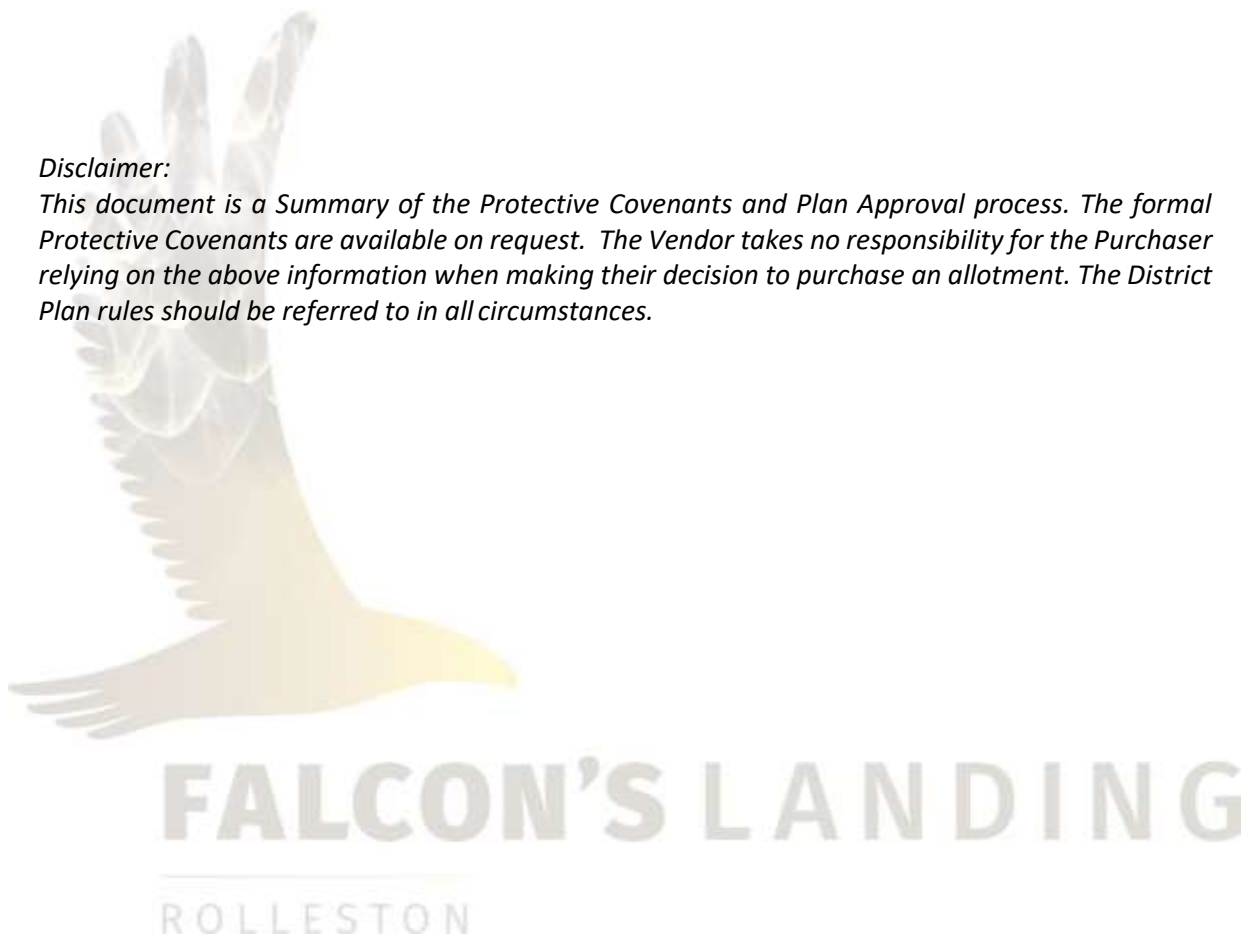 Disclaimer:
This document is a Summary of the Protective Covenants and Plan Approval process. The formal
Protective Covenants are available on request. The Vendor takes no responsibility for the Purchaser
relying on the above information when making their decision to purchase an allotment. The District
Plan rules should be referred to in all circumstances.
FALCON'S LANDING
ROLLESTON